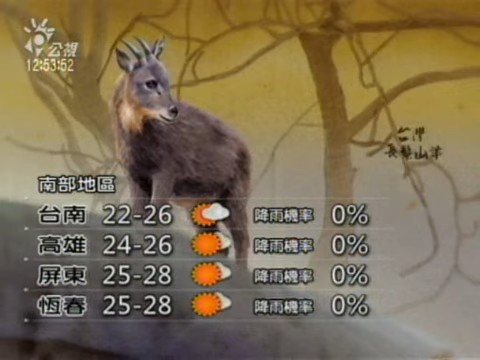 公視
12:53:52
台灣
長鬃山羊
南部地區
台南 22-26 降雨機率 0%
高雄 24-26 降雨機率 0%
屏東 25-28 降雨機率 0%
恆春 25-28 降雨機率 0%